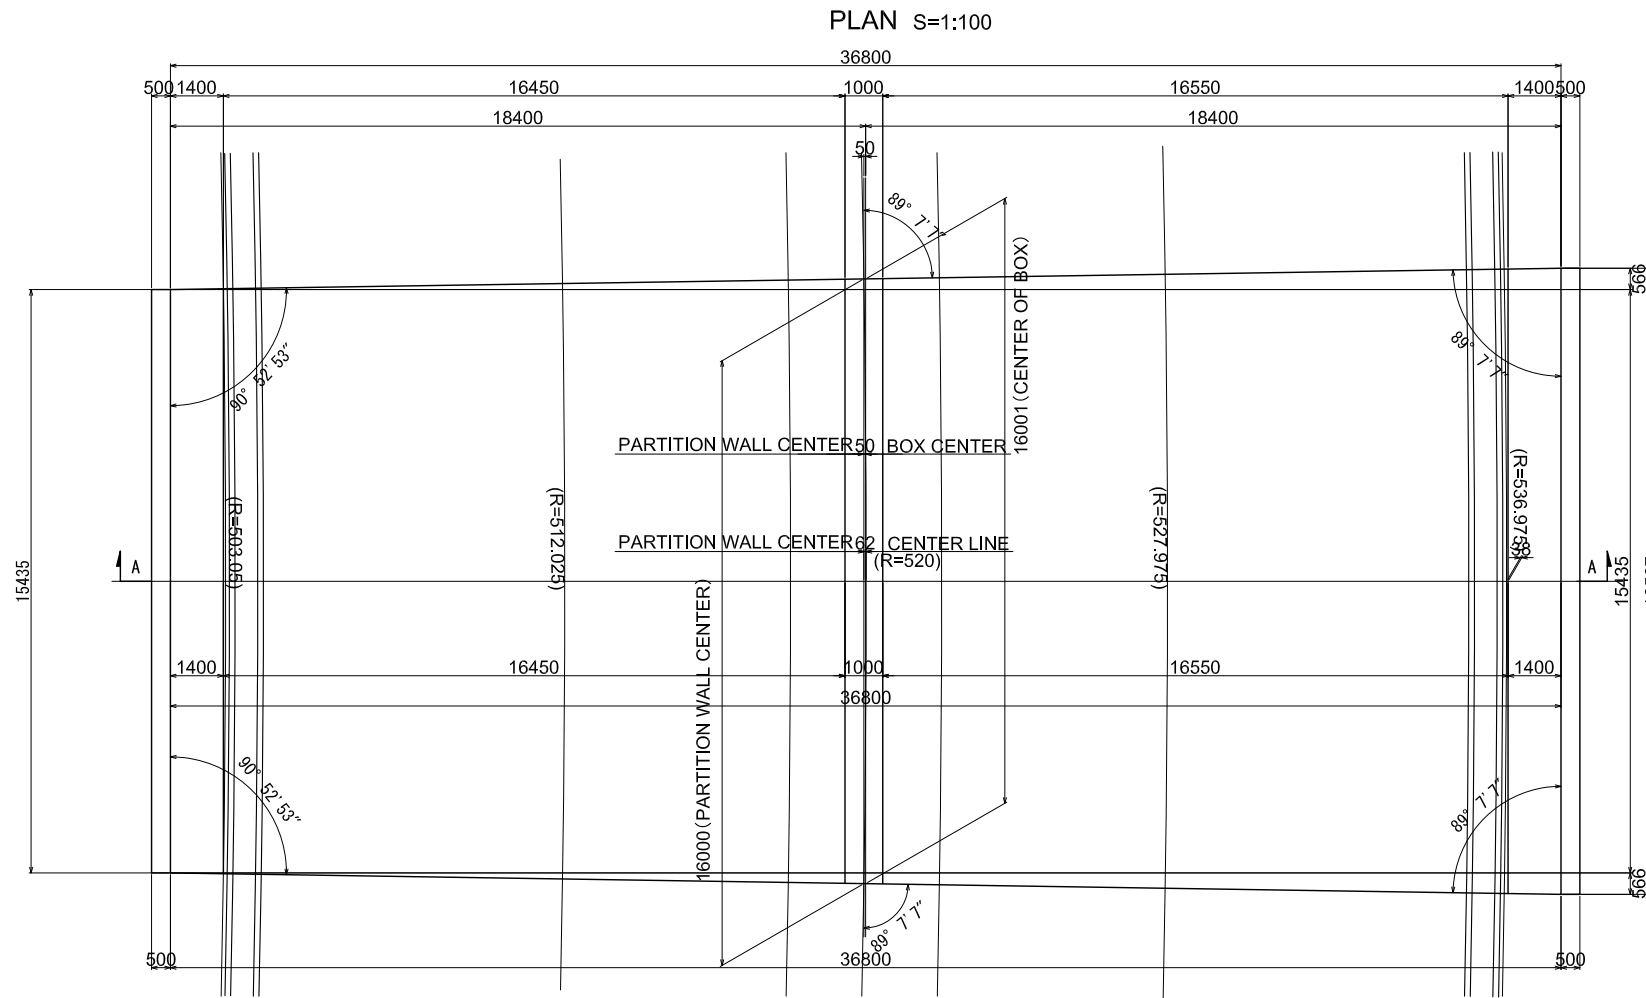 PLAN S=1:100
36800
500 1400 16450 1000 16550 1400 500
18400 18400
50
89° 7′ 7″
566
16001 (CENTER OF BOX)
90° 52′ 53″
89° 7′ 7″
PARTITION WALL CENTER 50 BOX CENTER
(R=503.05)
(R=512.025)
(R=527.975)
(R=536.975)
PARTITION WALL CENTER 62 CENTER LINE
(R=520)
38
A A
15435
15435
16000 (PARTITION WALL CENTER)
1400 16450 1000 16550 1400
36800
90° 52′ 53″
89° 7′ 7″
566
89° 7′ 7″
500 36800 500